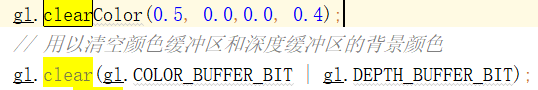 gl.clearColor(0.5, 0.0,0.0, 0.4);
// 用以清空颜色缓冲区和深度缓冲区的背景颜色
gl.clear(gl.COLOR_BUFFER_BIT | gl.DEPTH_BUFFER_BIT);